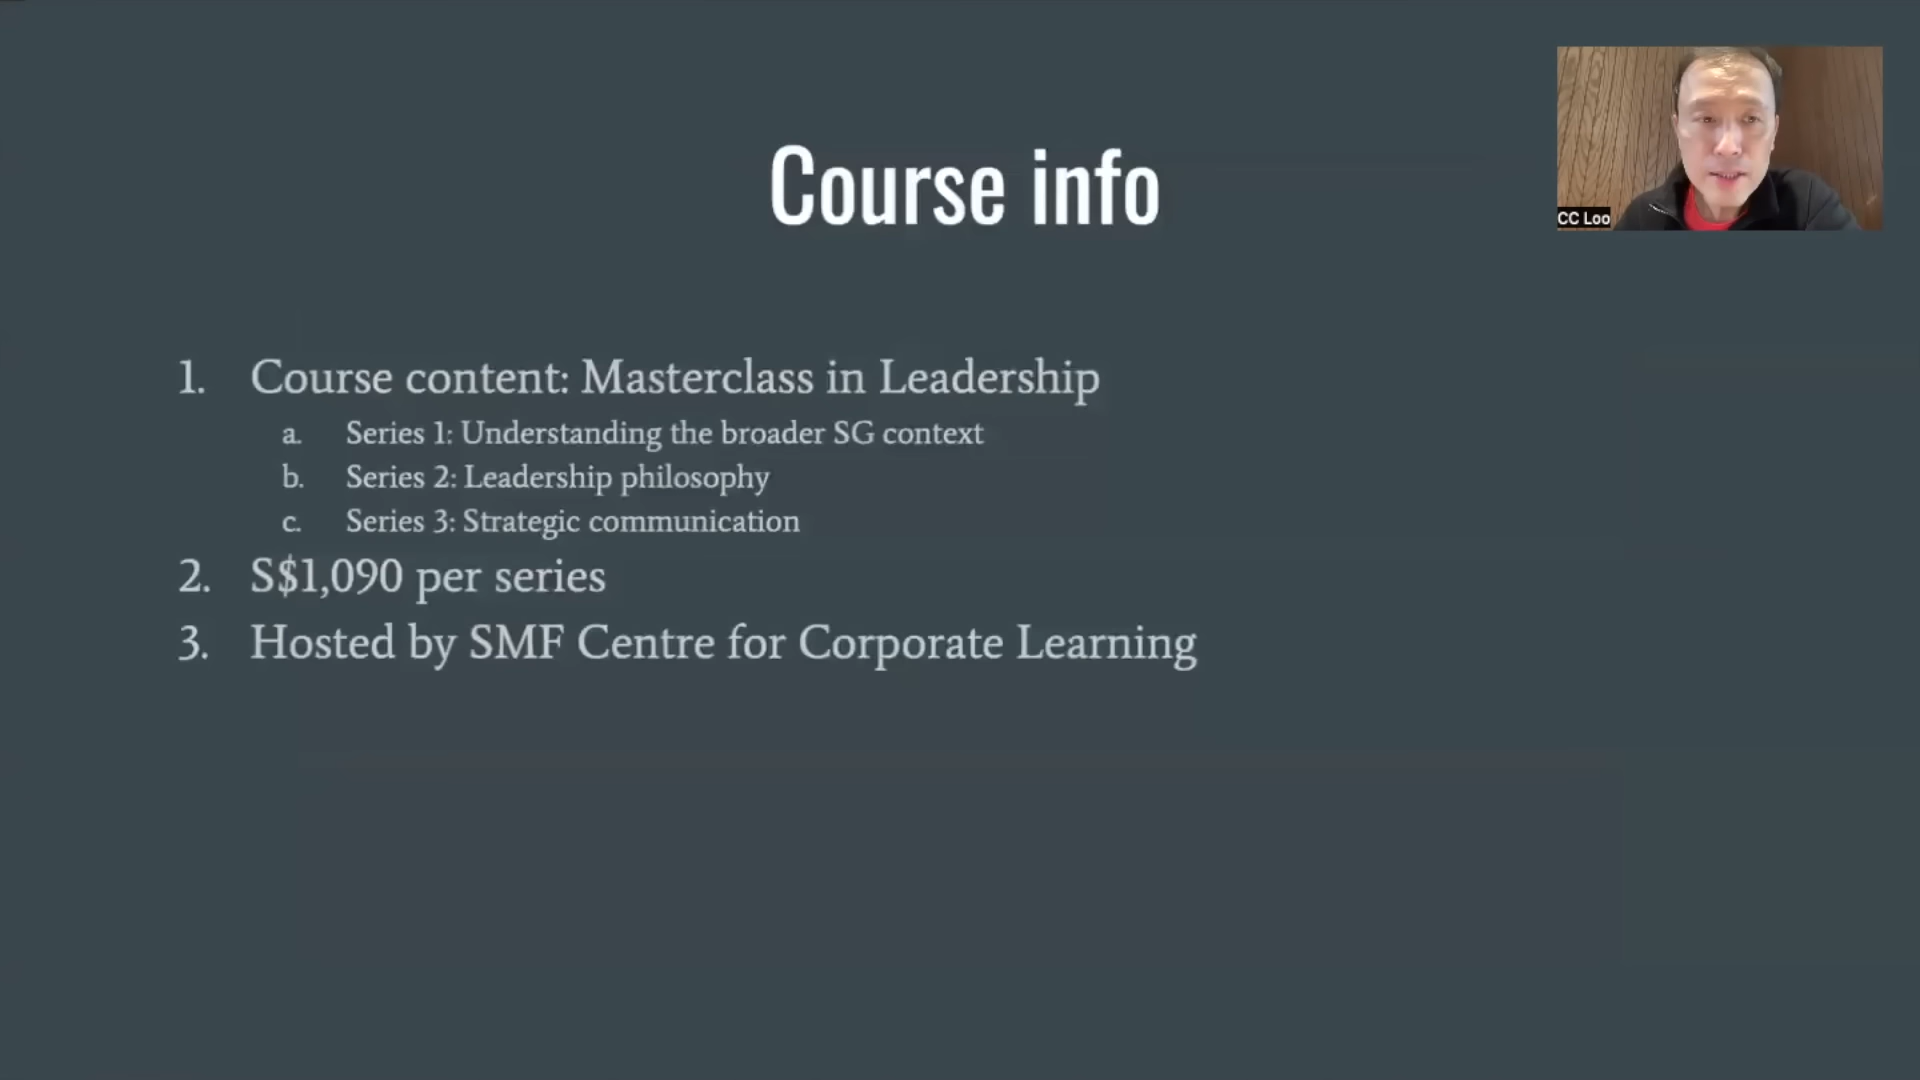 Course info
CC Loo
1. Course content: Masterclass in Leadership
a. Series 1: Understanding the broader SG context
b. Series 2: Leadership philosophy
c. Series 3: Strategic communication
2. S$1,090 per series
3. Hosted by SMF Centre for Corporate Learning